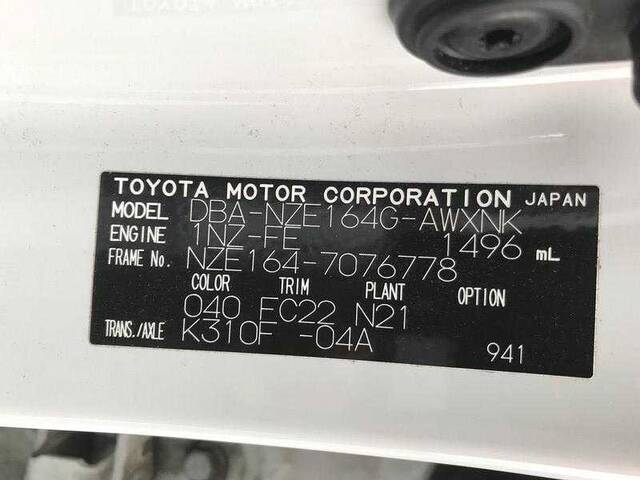 TOYOTA MOTOR CORPORATION JAPAN
MODEL DBA-NZE164G-AWXNK
ENGINE 1NZ-FE 1496 mL
FRAME No. NZE164-7076778
COLOR TRIM PLANT OPTION
040 FC22 N21
TRANS./AXLE K310F -04A 941